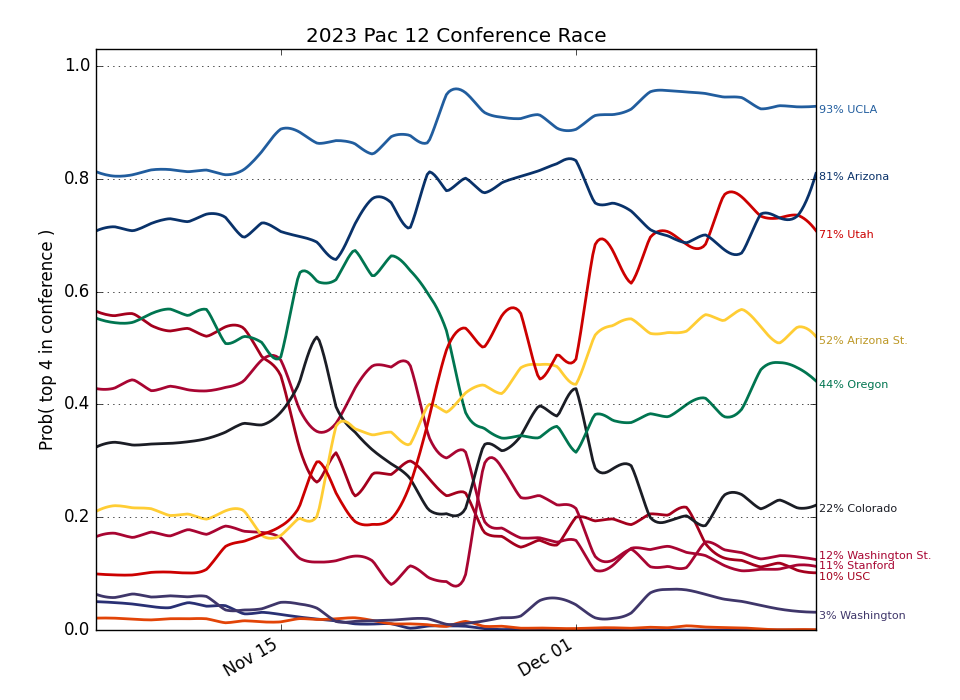 2023 Pac 12 Conference Race
Prob( top 4 in conference )
1.0
0.8
0.6
0.4
0.2
0.0
Nov 15
Dec 01
93% UCLA
81% Arizona
71% Utah
52% Arizona St.
44% Oregon
22% Colorado
12% Washington St.
11% Stanford
10% USC
3% Washington